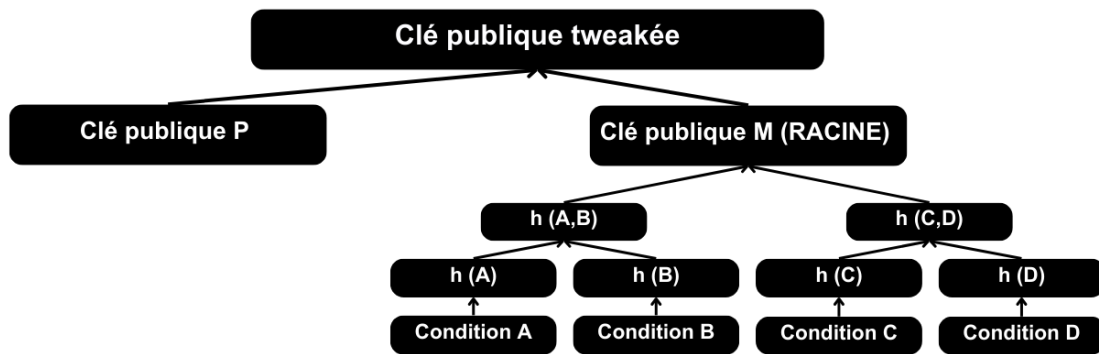 Clé publique tweakée
Clé publique P
Clé publique M (RACINE)
h (A,B)
h (C,D)
h (A)
h (B)
h (C)
h (D)
Condition A
Condition B
Condition C
Condition D